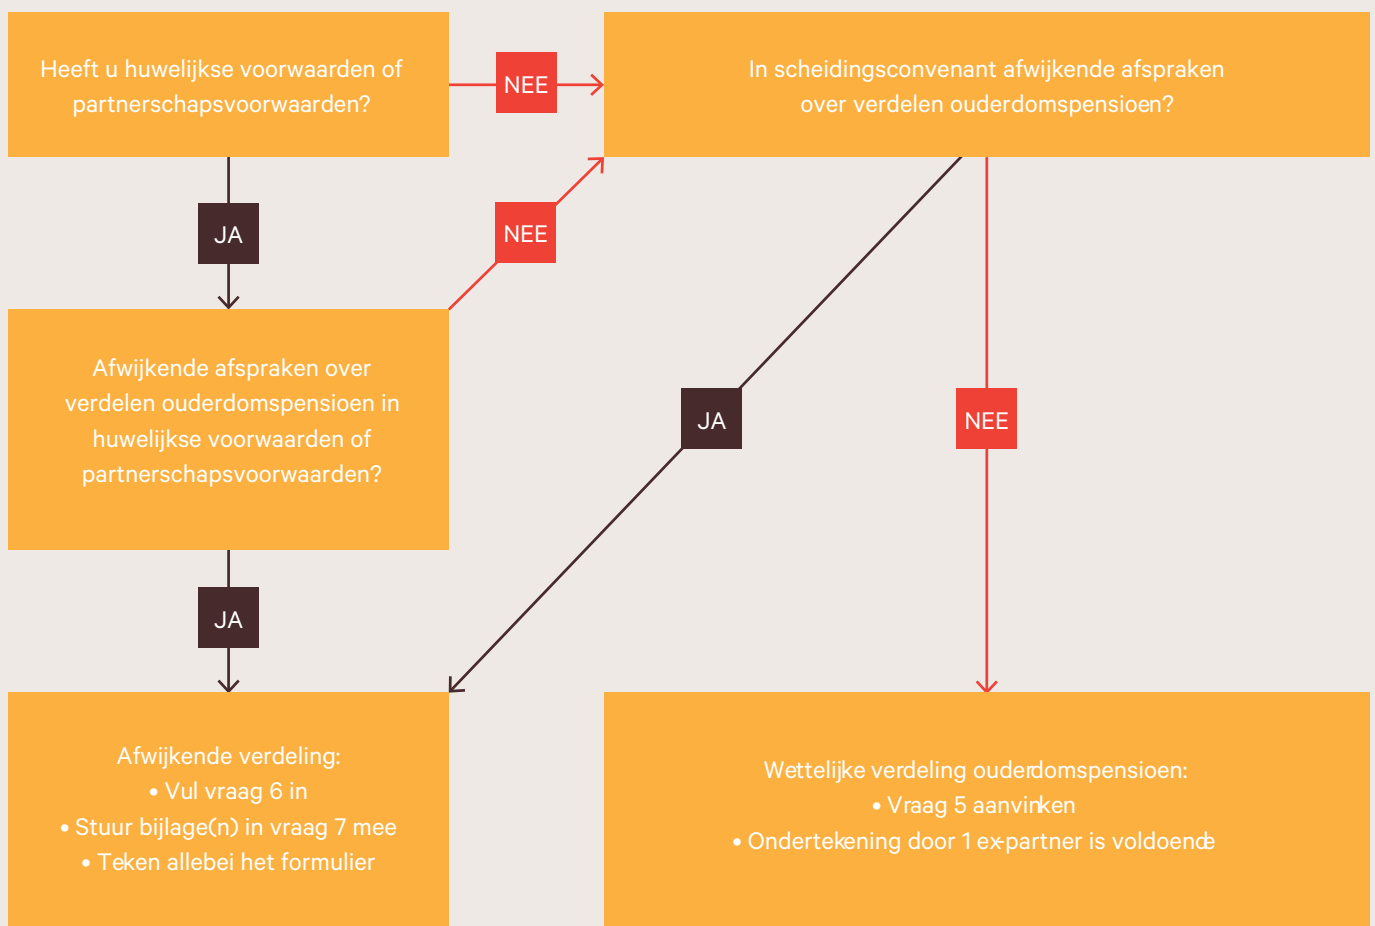 Heeft u huwelijkse voorwaarden of
partnerschapsvoorwaarden?
NEE
In scheidingsconvenant afwijkende afspraken
over verdelen ouderdomspensioen?
JA
NEE
Afwijkende afspraken over
verdelen ouderdomspensioen in
huwelijkse voorwaarden of
partnerschapsvoorwaarden?
JA
NEE
JA
Afwijkende verdeling:
• Vul vraag 6 in
• Stuur bijlage(n) in vraag 7 mee
• Teken allebei het formulier
Wettelijke verdeling ouderdomspensioen:
• Vraag 5 aanvinken
• Ondertekening door 1 ex-partner is voldoende